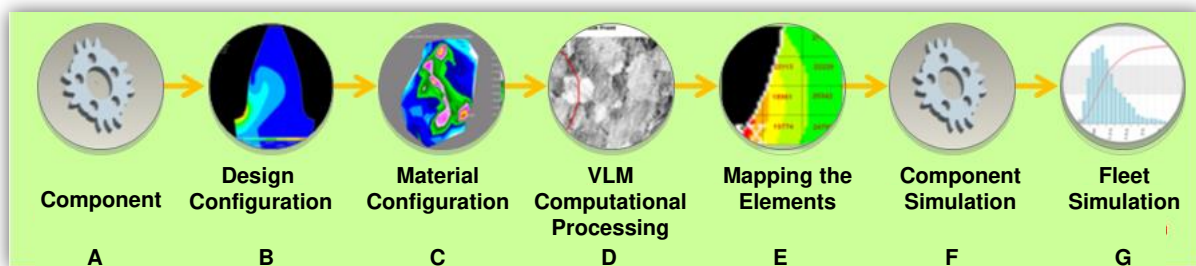 Component
Design
Configuration
Material
Configuration
VLM
Computational
Processing
Mapping the
Elements
Component
Simulation
Fleet
Simulation
A
B
C
D
E
F
G